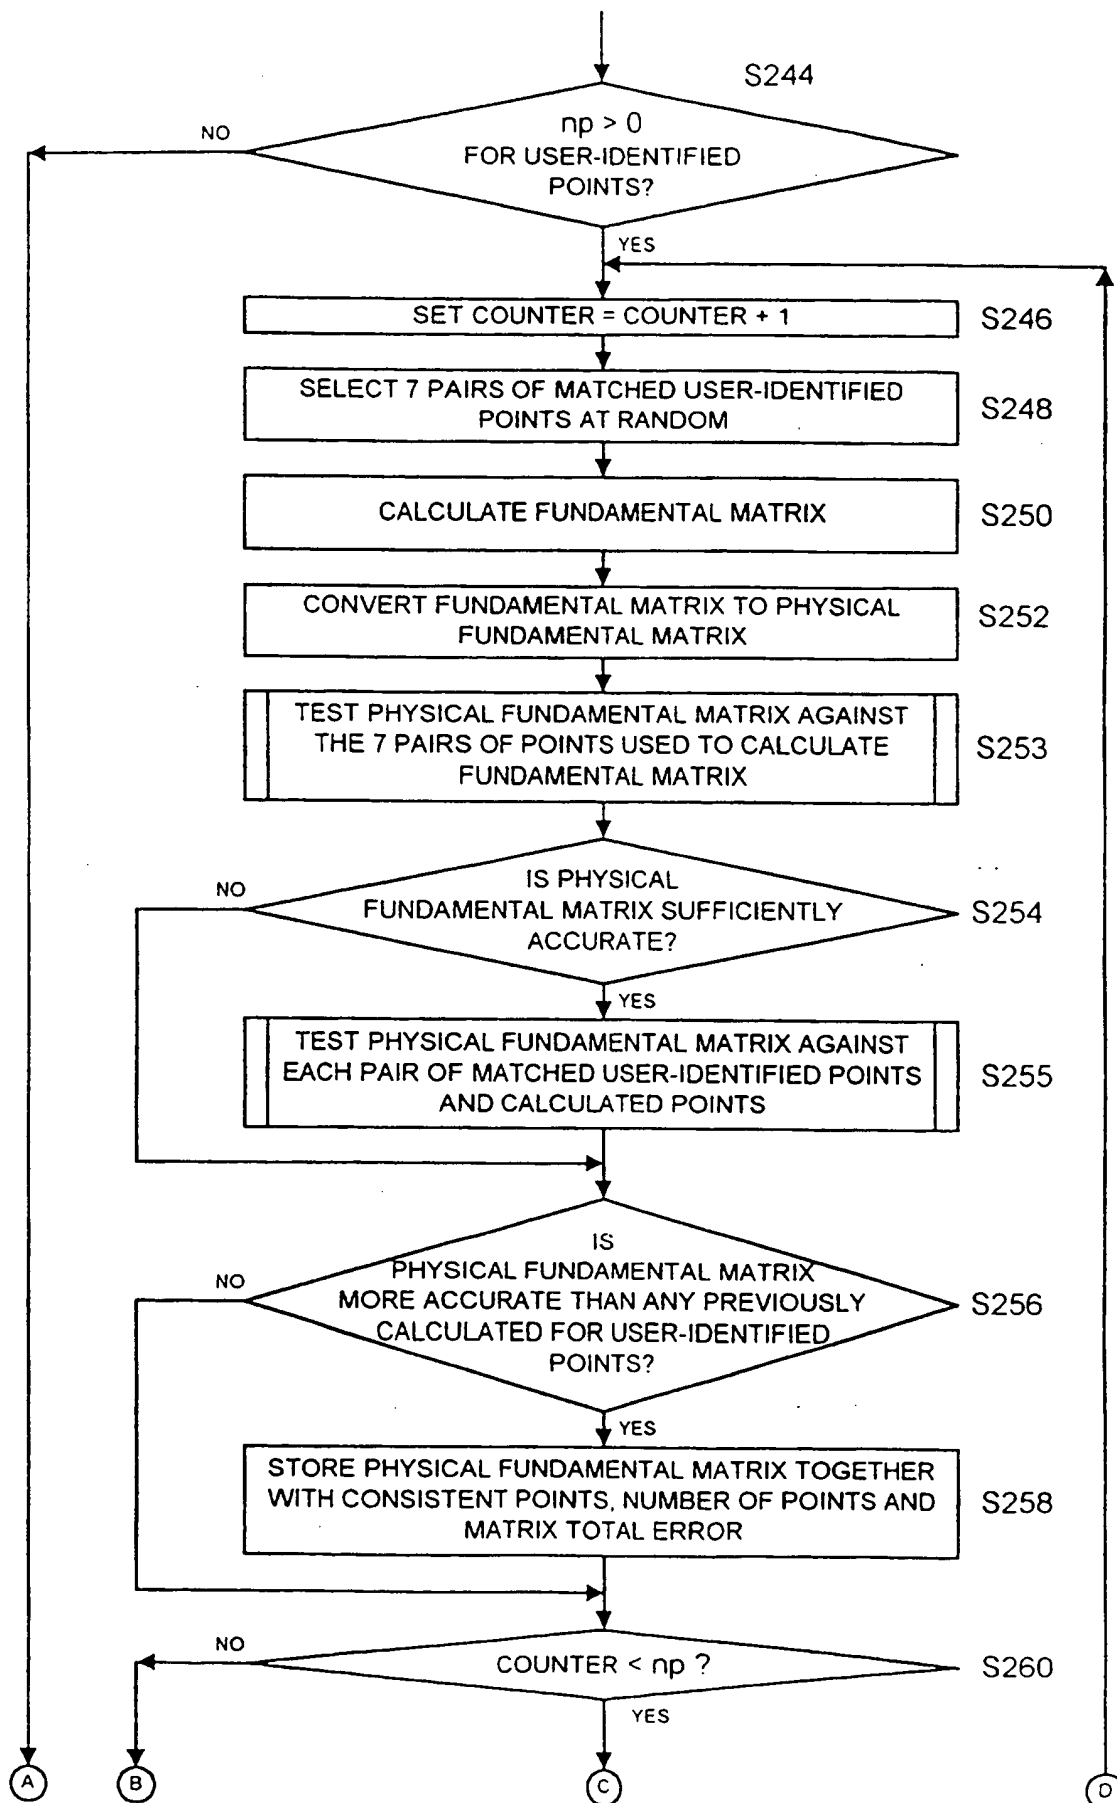 S244
np > 0
FOR USER-IDENTIFIED
POINTS?
NO
YES
SET COUNTER = COUNTER + 1
S246
SELECT 7 PAIRS OF MATCHED USER-IDENTIFIED
POINTS AT RANDOM
S248
CALCULATE FUNDAMENTAL MATRIX
S250
CONVERT FUNDAMENTAL MATRIX TO PHYSICAL
FUNDAMENTAL MATRIX
S252
TEST PHYSICAL FUNDAMENTAL MATRIX AGAINST
THE 7 PAIRS OF POINTS USED TO CALCULATE
FUNDAMENTAL MATRIX
S253
NO
IS PHYSICAL
FUNDAMENTAL MATRIX SUFFICIENTLY
ACCURATE?
S254
YES
TEST PHYSICAL FUNDAMENTAL MATRIX AGAINST
EACH PAIR OF MATCHED USER-IDENTIFIED POINTS
AND CALCULATED POINTS
S255
NO
IS
PHYSICAL FUNDAMENTAL MATRIX
MORE ACCURATE THAN ANY PREVIOUSLY
CALCULATED FOR USER-IDENTIFIED
POINTS?
S256
YES
STORE PHYSICAL FUNDAMENTAL MATRIX TOGETHER
WITH CONSISTENT POINTS, NUMBER OF POINTS AND
MATRIX TOTAL ERROR
S258
NO
COUNTER < np ?
S260
YES
A
B
C
D